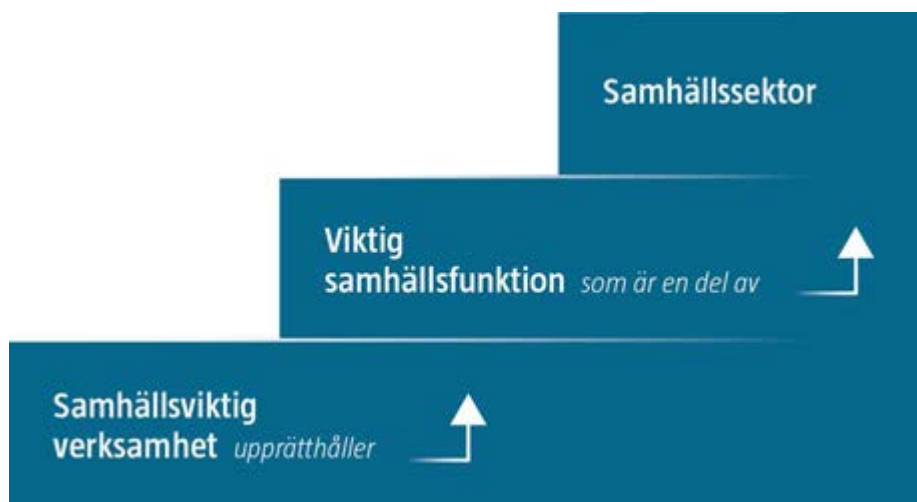 Samhällssektor
Viktig
samhällsfunktion som är en del av
Samhällsviktig
verksamhet upprätthåller